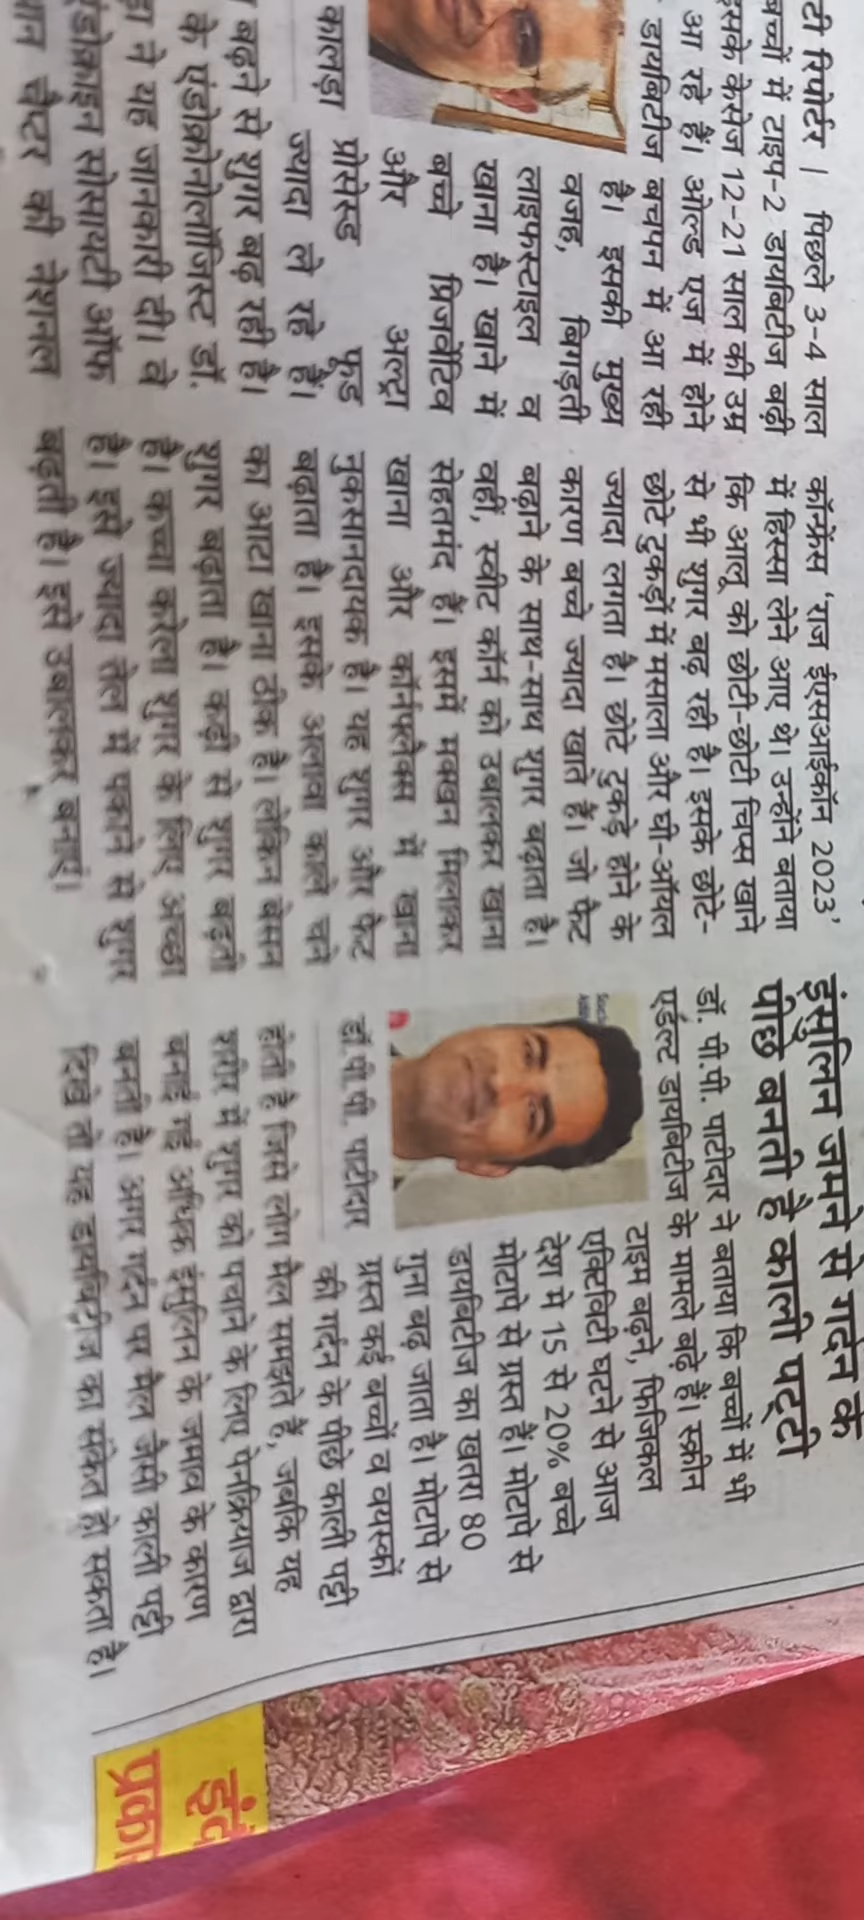 टी रिपोर्टर | पिछले 3-4 साल
बच्चों में टाइप-2 डायबिटीज बढ़ी
इसके केसेज 12-21 साल की उम्र
आ रहे हैं। ओल्ड एज में होने
डायबिटीज बचपन में आ रही
है। इसकी मुख्य
वजह, बिगड़ती
लाइफस्टाइल व
खाना है। खाने में
बच्चे प्रिजर्वेटिव
और अल्ट्रा
प्रोसेस्ड फूड
ज्यादा ले रहे हैं।
कालड़ा
बढ़ने से शुगर बढ़ रही है।
के एंडोक्रोनोलॉजिस्ट डॉ.
ड़ा ने यह जानकारी दी। वे
एंडोक्राइन सोसायटी ऑफ
थान चैप्टर की नेशनल
कॉन्फ्रेंस 'राज ईएसआईकॉन 2023'
में हिस्सा लेने आए थे। उन्होंने बताया
कि आलू को छोटी-छोटी चिप्स खाने
से भी शुगर बढ़ रही है। इसके छोटे-
छोटे टुकड़ों में मसाला और घी-ऑयल
ज्यादा लगता है। छोटे टुकड़े होने के
कारण बच्चे ज्यादा खाते हैं। जो फैट
बढ़ाने के साथ-साथ शुगर बढ़ाता है।
वहीं, स्वीट कॉर्न को उबालकर खाना
सेहतमंद हैं। इसमें मक्खन मिलाकर
खाना और कॉर्नफ्लेक्स में खाना
नुकसानदायक है। यह शुगर और फैट
बढ़ाता है। इसके अलावा काले चने
का आटा खाना ठीक है। लेकिन बेसन
शुगर बढ़ाता है। कढ़ी से शुगर बढ़ती
है। कच्चा करेला शुगर के लिए अच्छा
है। इसे ज्यादा तेल में पकाने से शुगर
बढ़ती है। इसे उबालकर बनाएं।
इंसुलिन जमने से गर्दन के
पीछे बनती है काली पट्टी
डॉ. पी.पी. पाटीदार ने बताया कि बच्चों में भी
एडल्ट डायबिटीज के मामले बढ़े हैं। स्क्रीन
टाइम बढ़ने, फिजिकल
एक्टिविटी घटने से आज
देश मे 15 से 20% बच्चे
मोटापे से ग्रस्त हैं। मोटापे से
डायबिटीज का खतरा 80
गुना बढ़ जाता है। मोटापे से
ग्रस्त कई बच्चों व वयस्कों
डॉ.पी.पी. पाटीदार
की गर्दन के पीछे काली पट्टी
होती है जिसे लोग मैल समझते हैं, जबकि यह
शरीर में शुगर को पचाने के लिए पेनक्रियाज द्वारा
बनाई गई अधिक इंसुलिन के जमाव के कारण
बनती है। अगर गर्दन पर मैल जैसी काली पट्टी
दिखे तो यह डायबिटीज का संकेत हो सकता है।